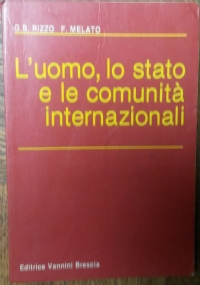 G.B. RIZZO F. MELATO
L'uomo, lo stato
e le comunità
internazionali
Editrice Vannini Brescia